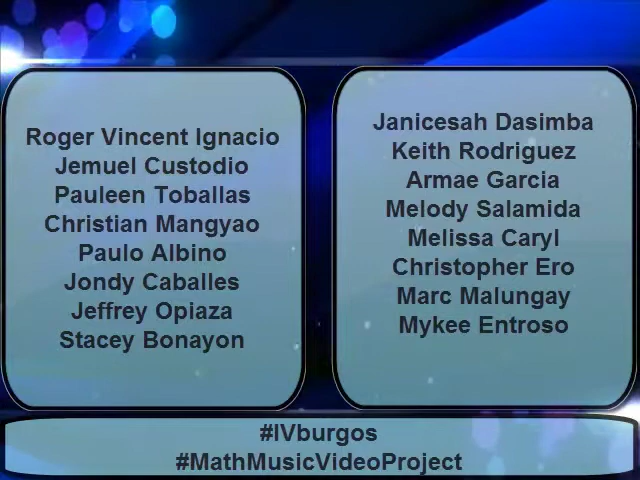 Roger Vincent Ignacio
Jemuel Custodio
Pauleen Toballas
Christian Mangyao
Paulo Albino
Jondy Caballes
Jeffrey Opiaza
Stacey Bonayon
Janicesah Dasimba
Keith Rodriguez
Armae Garcia
Melody Salamida
Melissa Caryl
Christopher Ero
Marc Malungay
Mykee Entroso
#IVburgos
#MathMusicVideoProject